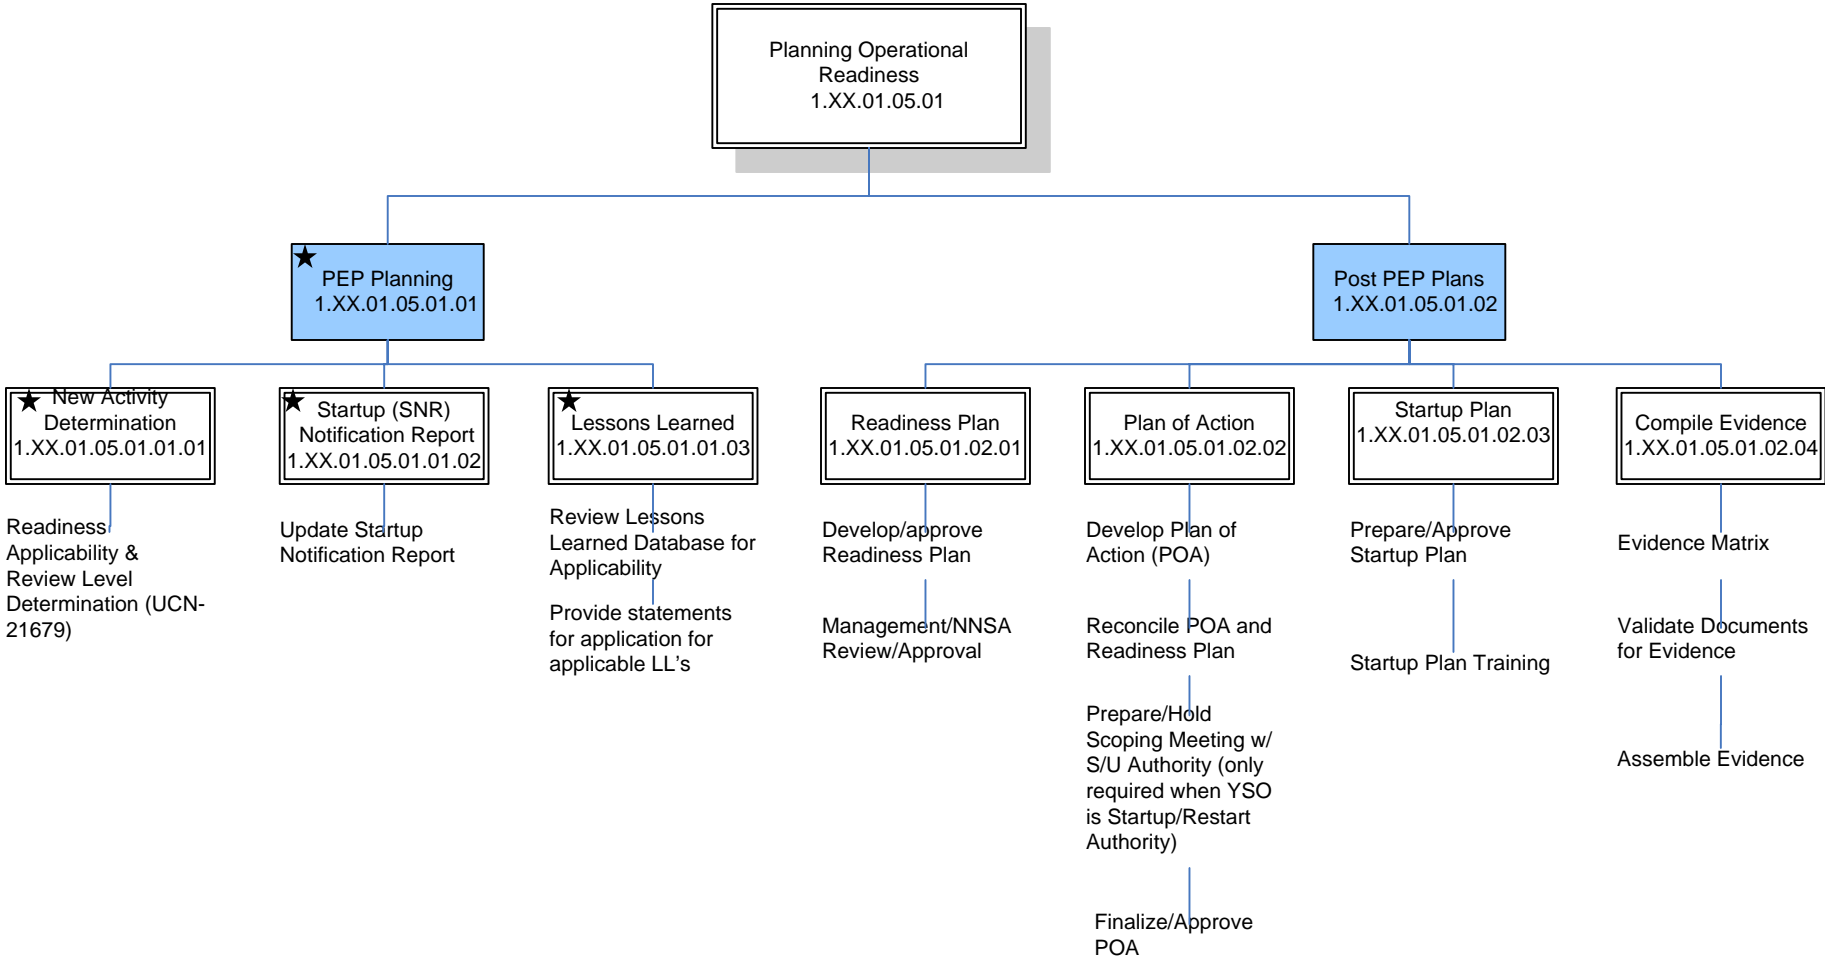 Planning Operational
Readiness
1.XX.01.05.01
PEP Planning
1.XX.01.05.01.01
Post PEP Plans
1.XX.01.05.01.02
New Activity
Determination
1.XX.01.05.01.01.01
Startup (SNR)
Notification Report
1.XX.01.05.01.01.02
Lessons Learned
1.XX.01.05.01.01.03
Readiness Plan
1.XX.01.05.01.02.01
Plan of Action
1.XX.01.05.01.02.02
Startup Plan
1.XX.01.05.01.02.03
Compile Evidence
1.XX.01.05.01.02.04
Readiness
Applicability &
Review Level
Determination (UCN-
21679)
Update Startup
Notification Report
Review Lessons
Learned Database for
Applicability
Provide statements
for application for
applicable LL’s
Develop/approve
Readiness Plan
Management/NNSA
Review/Approval
Develop Plan of
Action (POA)
Reconcile POA and
Readiness Plan
Prepare/Hold
Scoping Meeting w/
S/U Authority (only
required when YSO
is Startup/Restart
Authority)
Finalize/Approve
POA
Prepare/Approve
Startup Plan
Startup Plan Training
Evidence Matrix
Validate Documents
for Evidence
Assemble Evidence